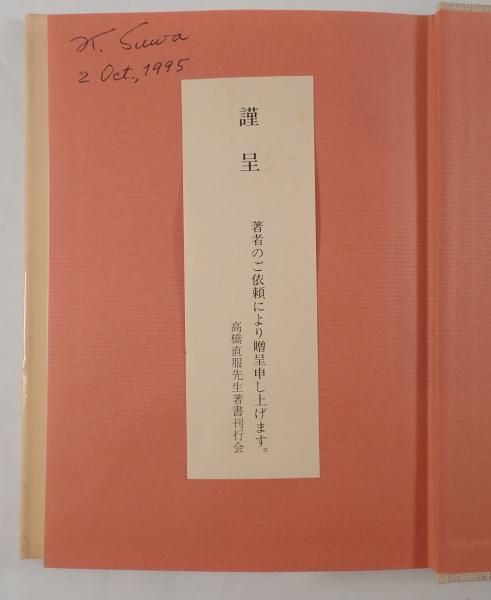 K. Suwa
2 Oct., 1995
謹呈
著者のご依頼により贈呈申し上げます。
高橋直服先生著書刊行会